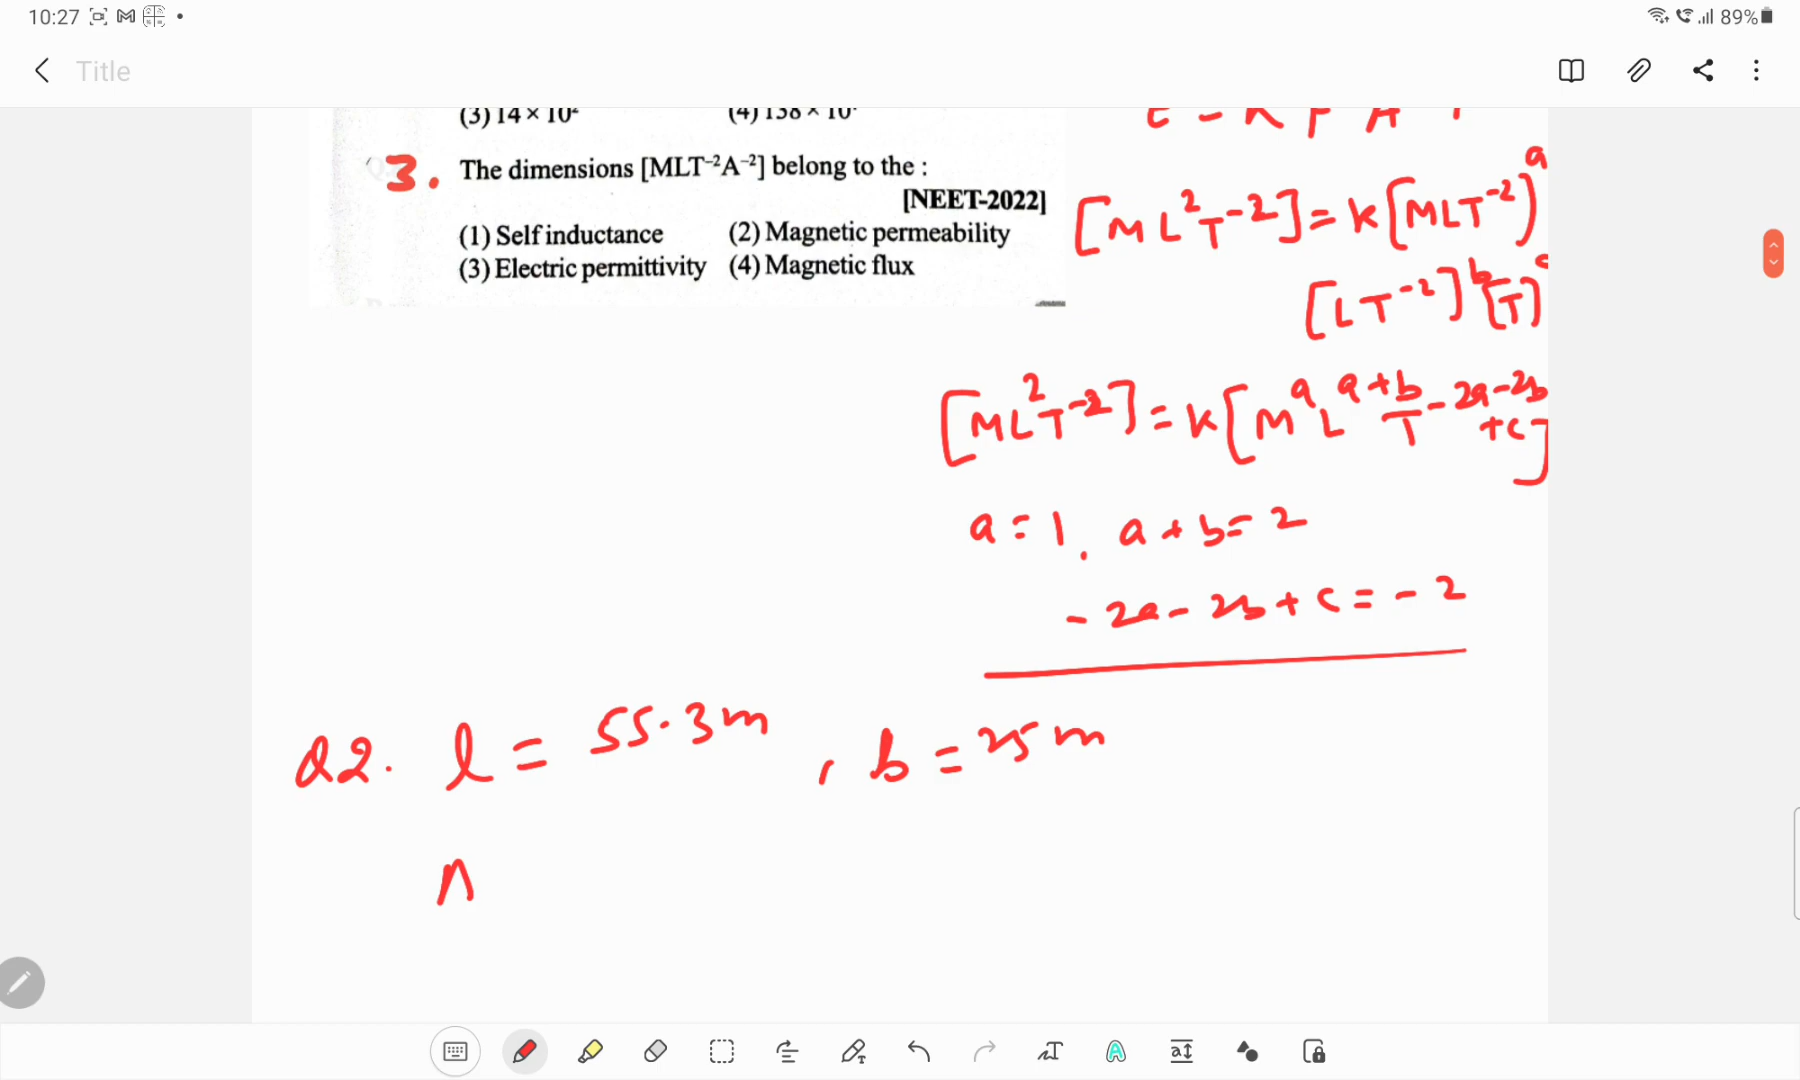 10:27 89%
Title
(3) 14 × 10² (4) 138 × 10
3. The dimensions [MLT⁻²A⁻²] belong to the :
[NEET-2022]
(1) Self inductance (2) Magnetic permeability
(3) Electric permittivity (4) Magnetic flux
E = K F A T
[ML²T⁻²] = K[MLT⁻²)ᵃ
[LT⁻²]ᵇ[T]ᶜ
[ML²T⁻²] = K[Mᵃ Lᵃ⁺ᵇ T⁻²ᵃ⁻²ᵇ
+c]
a = 1, a + b = 2
- 2a - 2b + c = - 2
Q2. l = 55.3m , b = 25 m